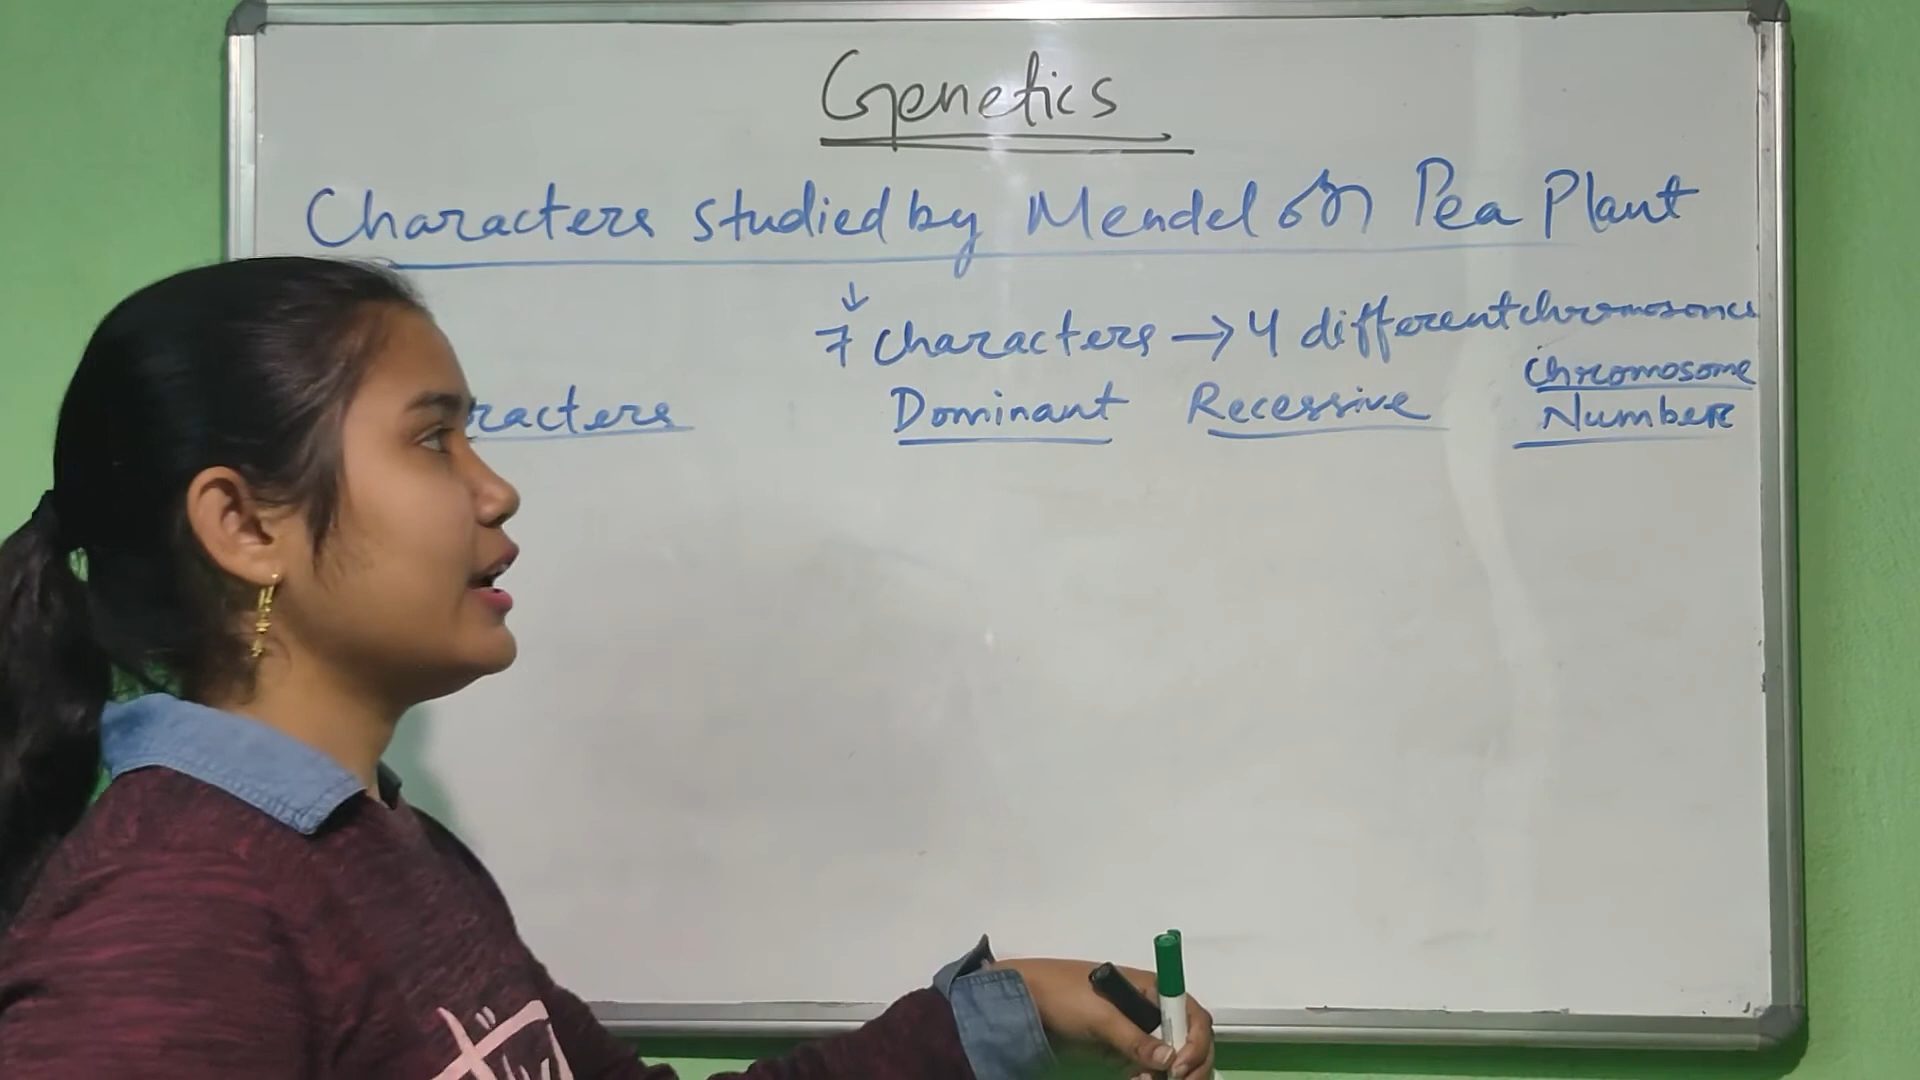 Genetics
Characters studied by Mendel on Pea Plant
↓
7 characters → 4 different chromosomes
racters Dominant Recessive Chromosome Number